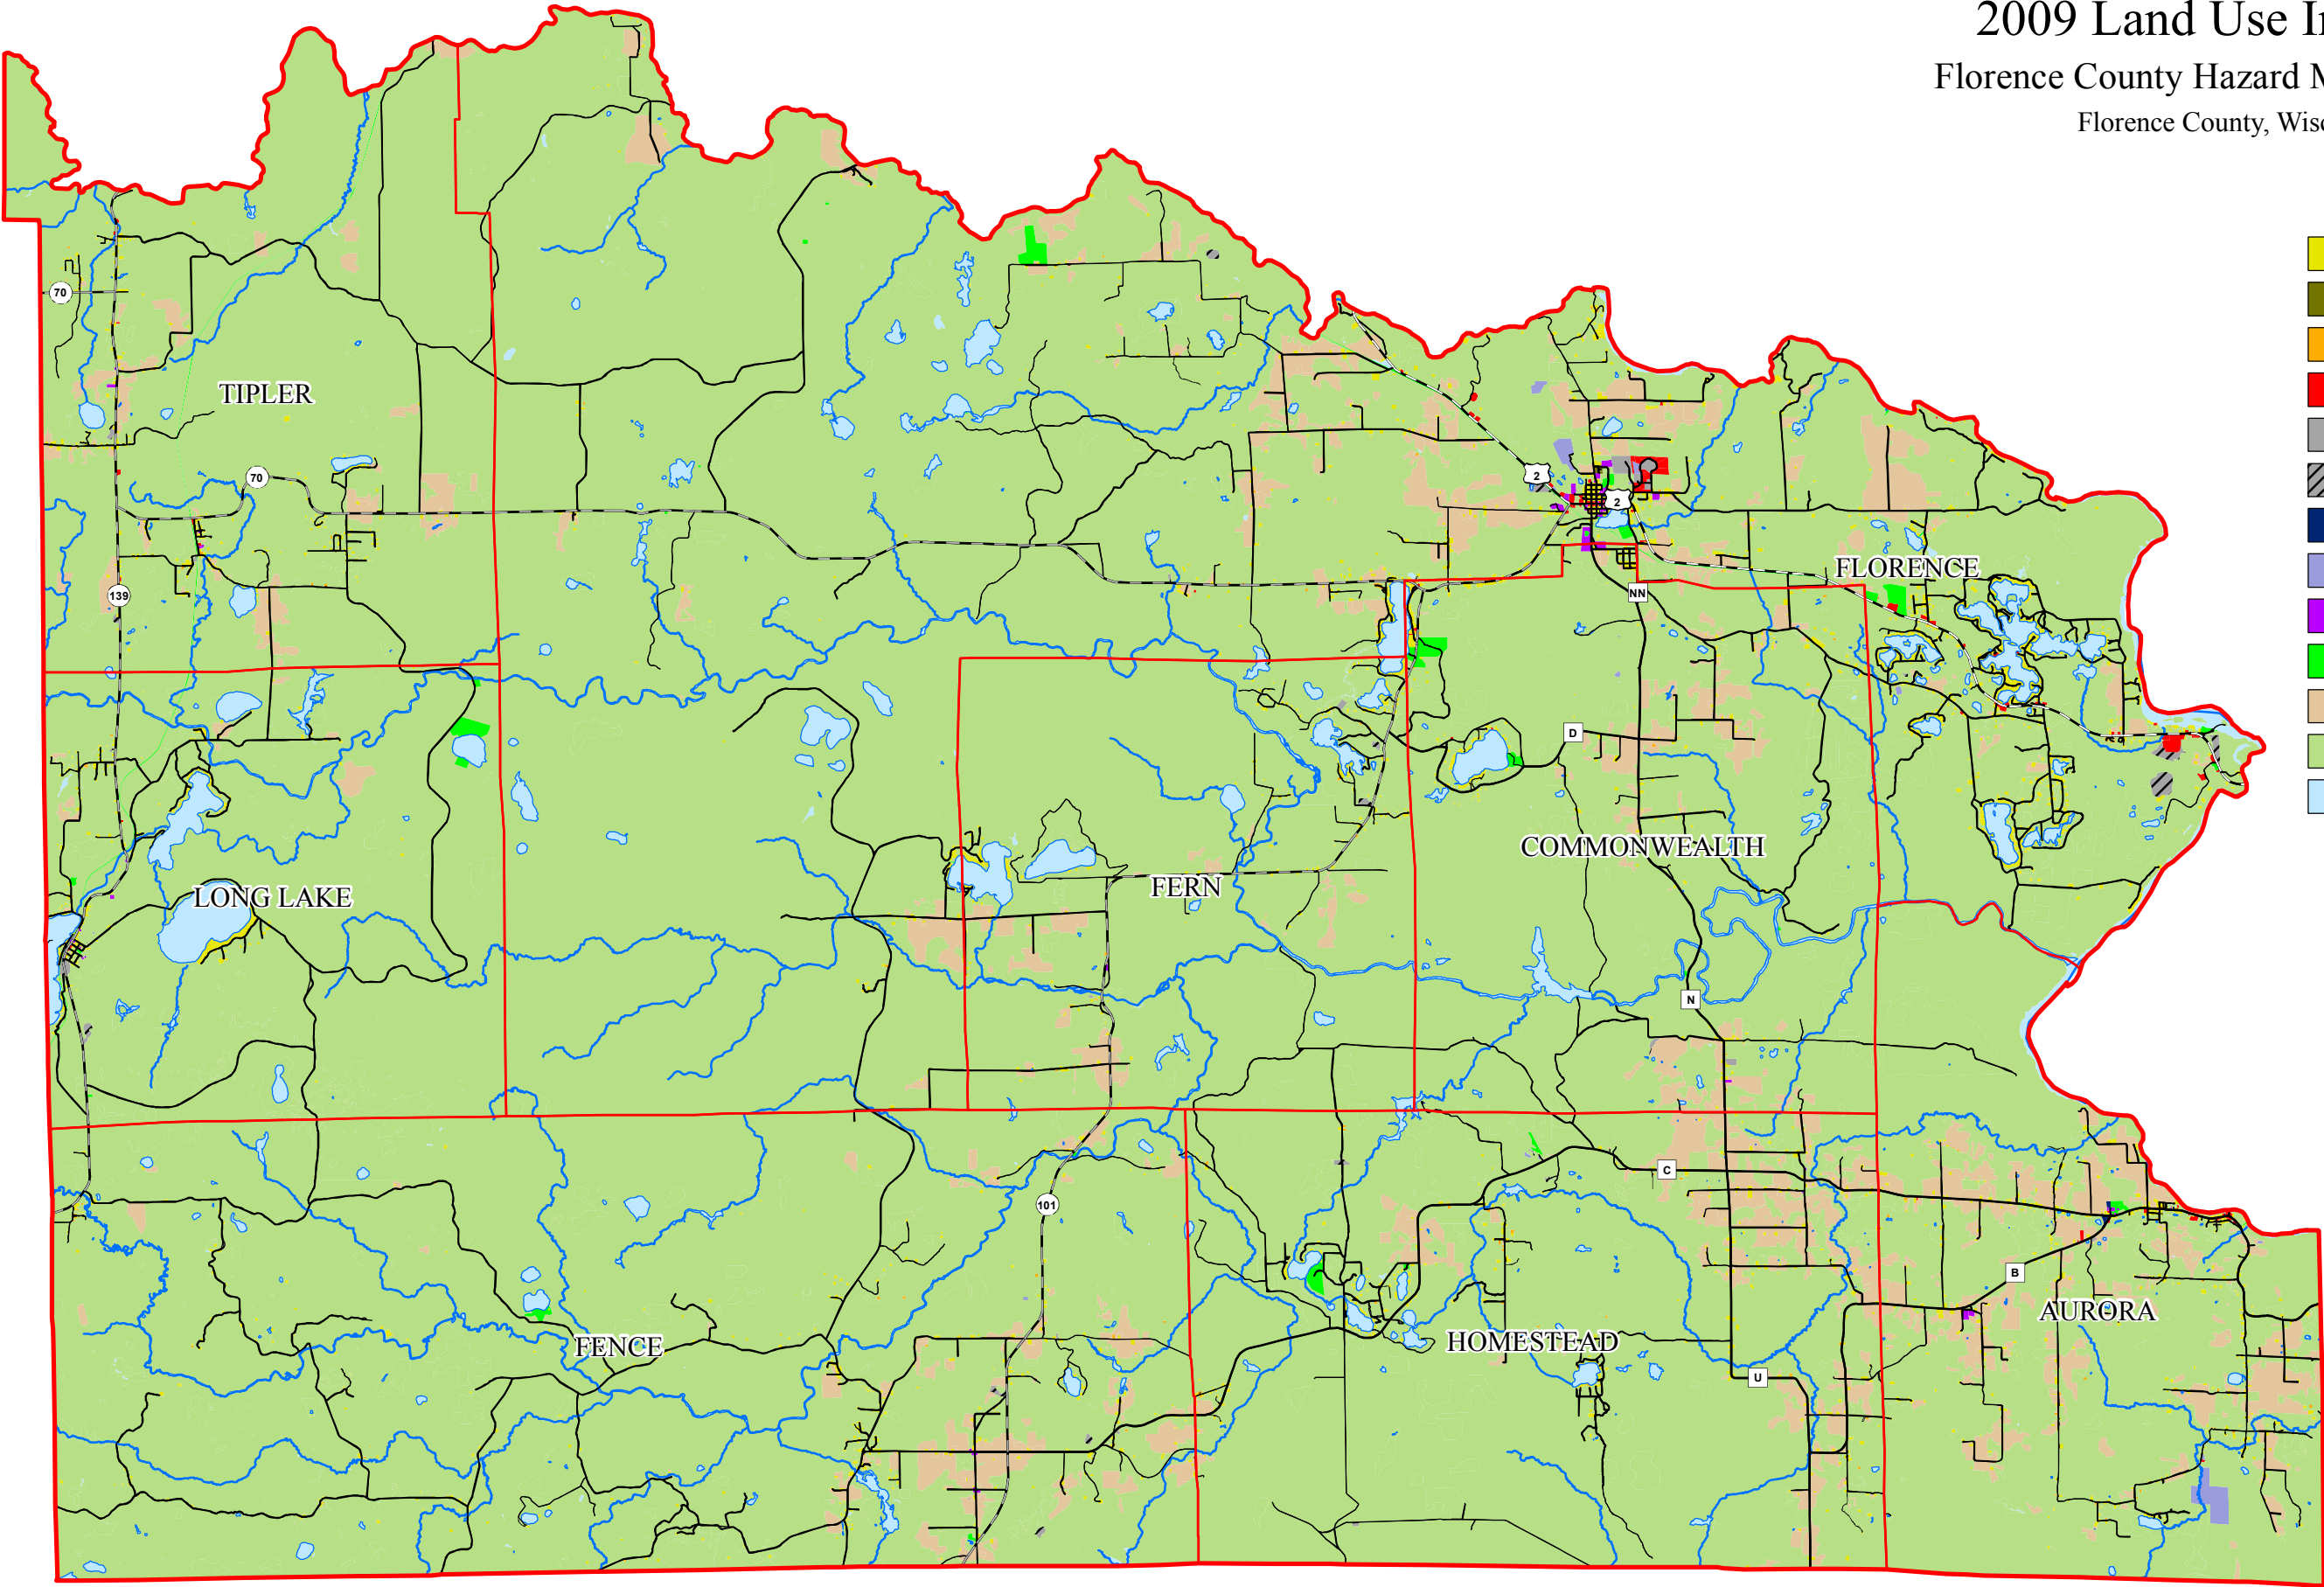 2009 Land Use
Florence County Hazard
Florence County,
70
TIPLER
70
2
2
139
FLORENCE
NN
D
COMMONWEALTH
FERN
LONG LAKE
N
C
101
B
AURORA
FENCE
HOMESTEAD
U